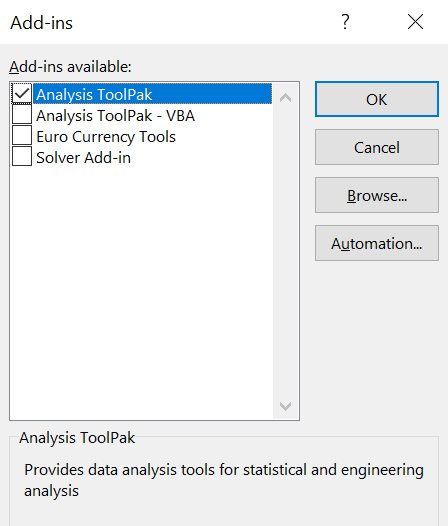 Add-ins
?
Add-ins available:
Analysis ToolPak
Analysis ToolPak - VBA
Euro Currency Tools
Solver Add-in
OK
Cancel
Browse...
Automation...
Analysis ToolPak
Provides data analysis tools for statistical and engineering
analysis